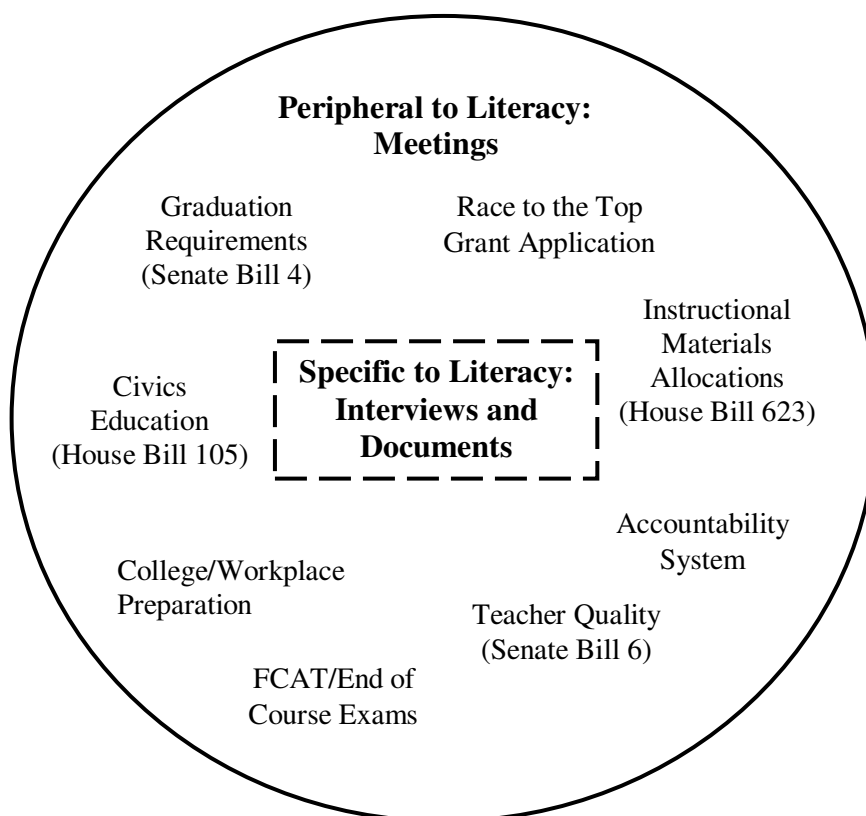 Peripheral to Literacy:
Meetings
Graduation
Requirements
(Senate Bill 4)
Race to the Top
Grant Application
Instructional
Materials
Allocations
(House Bill 623)
Specific to Literacy:
Interviews and
Documents
Civics
Education
(House Bill 105)
Accountability
System
College/Workplace
Preparation
Teacher Quality
(Senate Bill 6)
FCAT/End of
Course Exams